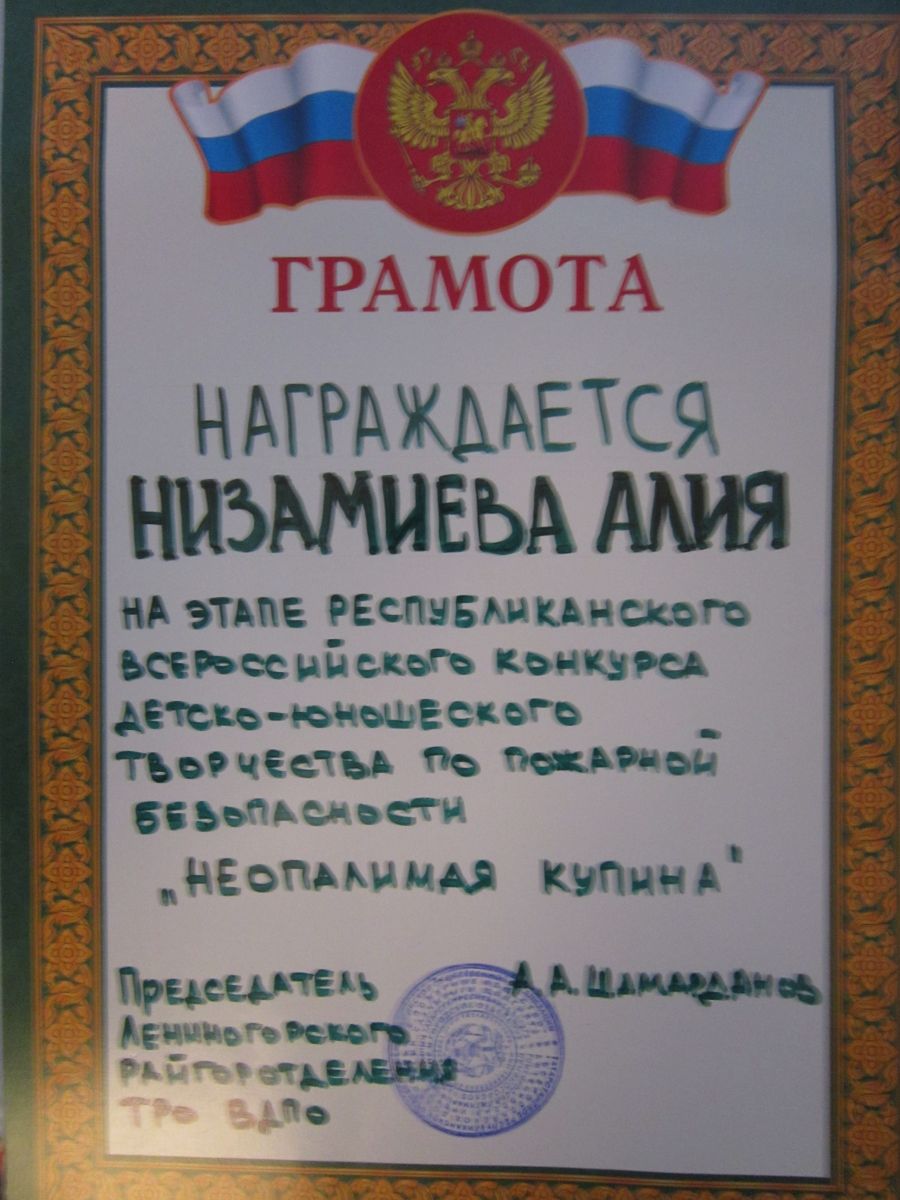 ГРАМОТА
НАГРАЖДАЕТСЯ
НИЗАМИЕВА АЛИЯ
НА ЭТАПЕ РЕСПУБЛИКАНСКОГО
ВСЕРОССИЙСКОГО КОНКУРСА
ДЕТСКО-ЮНОШЕСКОГО
ТВОРЧЕСТВА ПО ПОЖАРНОЙ
БЕЗОПАСНОСТИ
„НЕОПАЛИМАЯ КУПИНА"
ПРЕДСЕДАТЕЛЬ А.А. ШАМАРДАНОВ
ЛЕНИНОГОРСКОГО
РАЙГОРОТДЕЛЕНИЯ
ТРО ВДПО